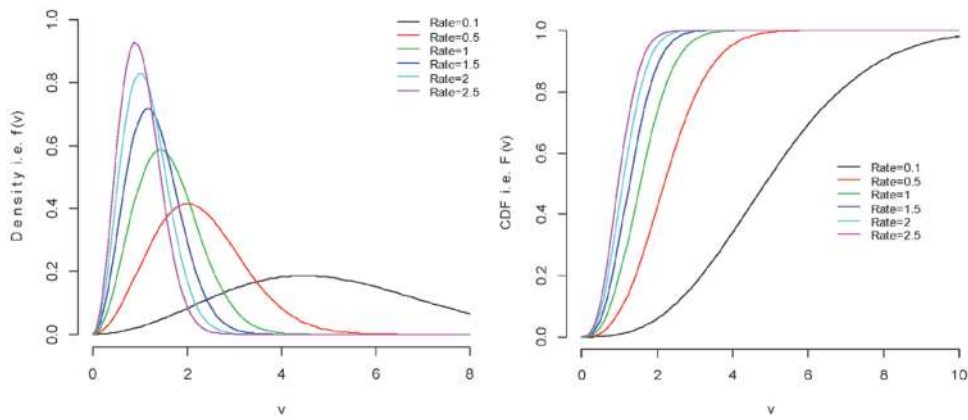 Density i.e. f(v)
1.0
0.8
0.6
0.4
0.2
0.0
Rate=0.1
Rate=0.5
Rate=1
Rate=1.5
Rate=2
Rate=2.5
0 2 4 6 8
v
CDF i.e. F(v)
1.0
0.8
0.6
0.4
0.2
0.0
Rate=0.1
Rate=0.5
Rate=1
Rate=1.5
Rate=2
Rate=2.5
0 2 4 6 8 10
v